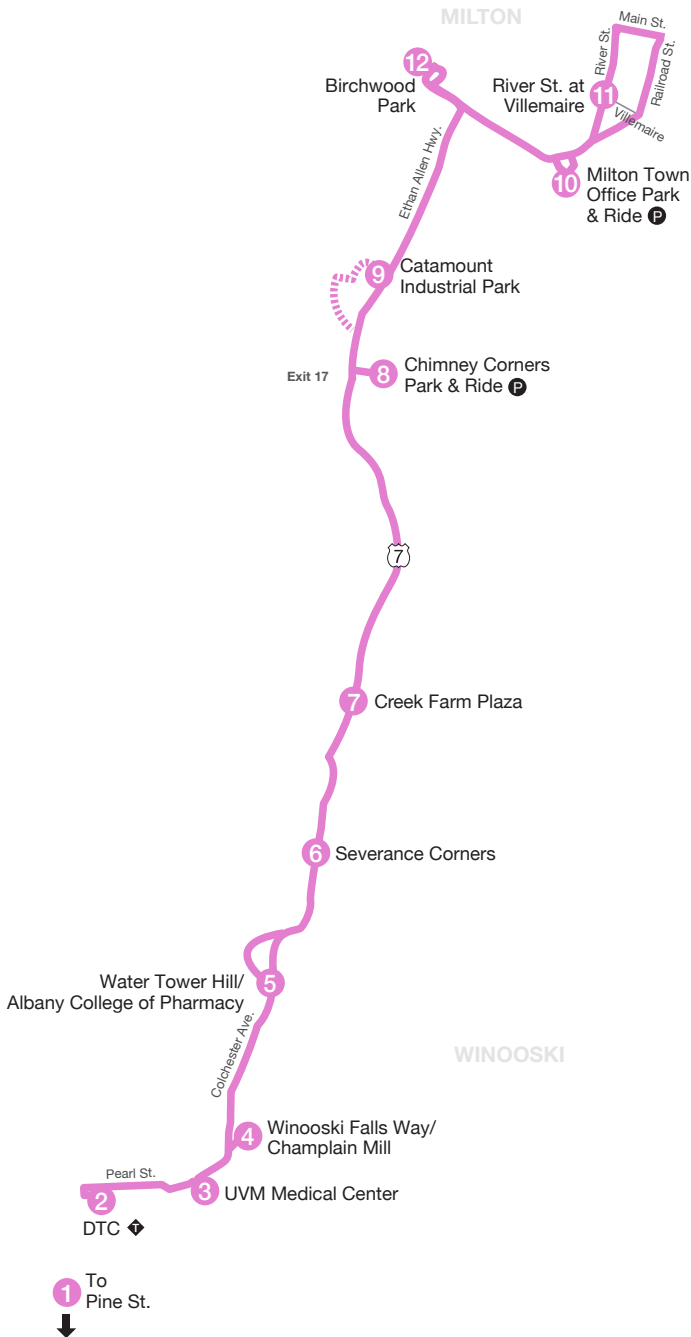 MILTON
Main St.
River St.
Railroad St.
12
Birchwood
Park
River St. at
Villemaire
11
Villemaire
Ethan Allen Hwy.
10
Milton Town
Office Park
& Ride P
9
Catamount
Industrial Park
Exit 17
8
Chimney Corners
Park & Ride P
7
7
Creek Farm Plaza
6
Severance Corners
5
Water Tower Hill/
Albany College of Pharmacy
Colchester Ave.
WINOOSKI
4
Winooski Falls Way/
Champlain Mill
Pearl St.
3
UVM Medical Center
2
DTC T
1
To
Pine St.